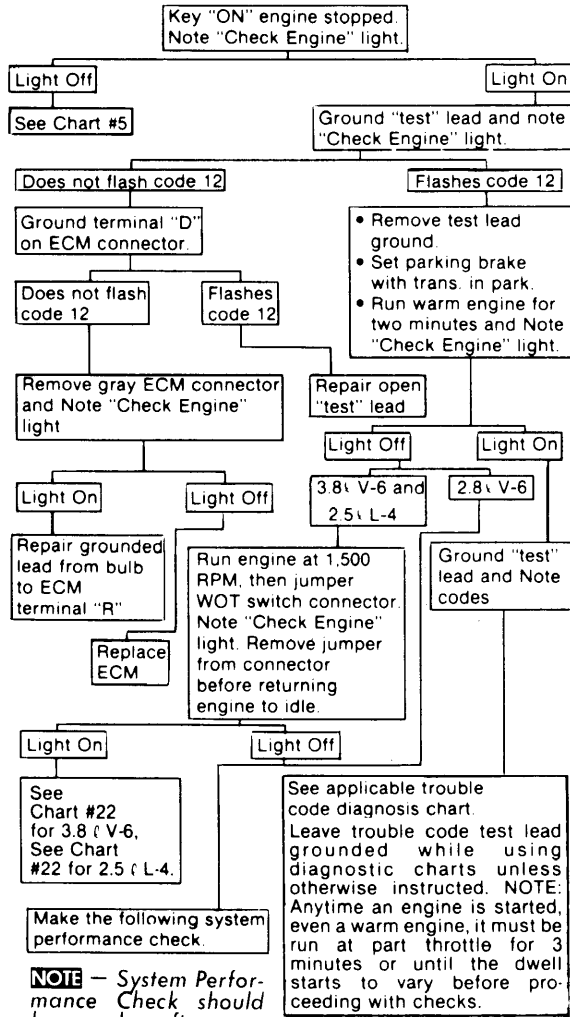 Key "ON" engine stopped.
Note "Check Engine" light.
Light Off
Light On
See Chart #5
Ground "test" lead and note
"Check Engine" light.
Does not flash code 12
Flashes code 12
Ground terminal "D"
on ECM connector.
• Remove test lead
ground.
• Set parking brake
with trans. in park.
• Run warm engine for
two minutes and Note
"Check Engine" light.
Does not flash
code 12
Flashes
code 12
Remove gray ECM connector
and Note "Check Engine"
light
Repair open
"test" lead
Light Off
Light On
Light On
Light Off
3.8ℓ V-6 and
2.5ℓ L-4
2.8ℓ V-6
Repair grounded
lead from bulb
to ECM
terminal "R"
Replace
ECM
Run engine at 1,500
RPM, then jumper
WOT switch connector.
Note "Check Engine"
light. Remove jumper
from connector
before returning
engine to idle.
Ground "test"
lead and Note
codes
Light On
Light Off
See
Chart #22
for 3.8 ℓ V-6,
See Chart
#22 for 2.5 ℓ L-4.
See applicable trouble
code diagnosis chart.
Leave trouble code test lead
grounded while using
diagnostic charts unless
otherwise instructed. NOTE:
Anytime an engine is started,
even a warm engine, it must be
run at part throttle for 3
minutes or until the dwell
starts to vary before pro-
ceeding with checks.
Make the following system
performance check.
NOTE — System Perfor-
mance Check should